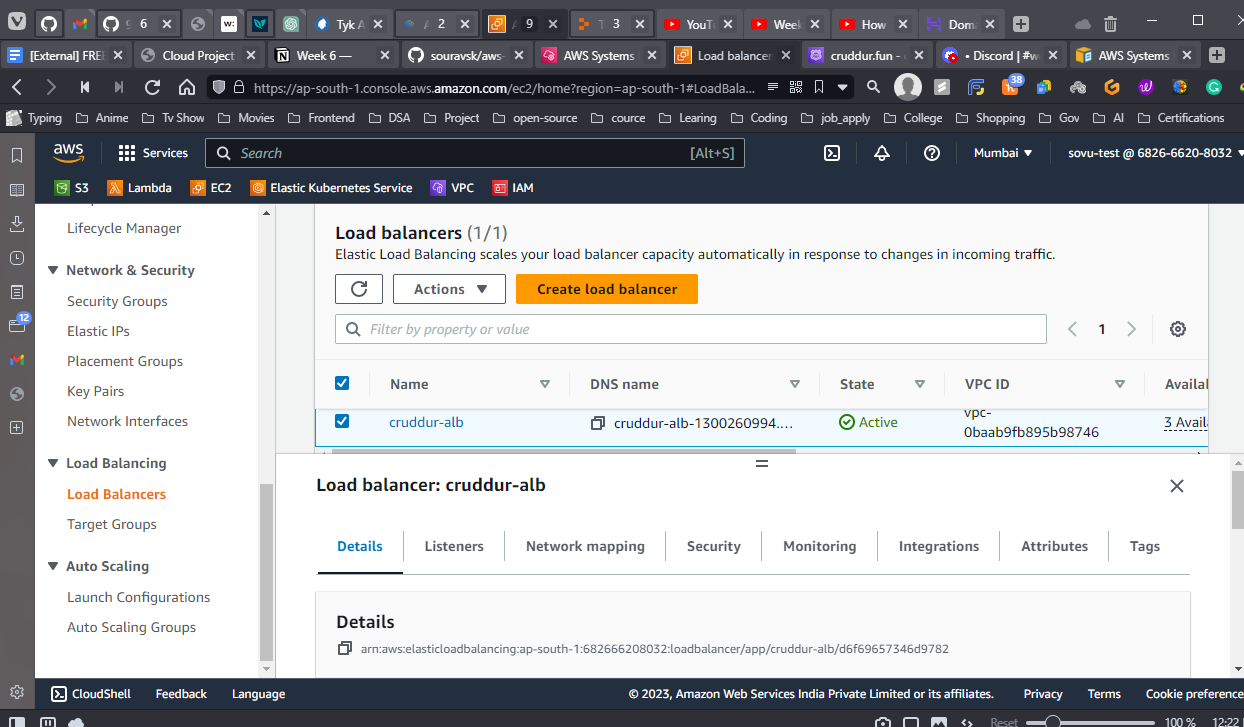 6
w:
Tyk A
2
9
3
YouT
Week
How
Dom
[External] FREE
Cloud Project
Week 6 —
souravsk/aws-
AWS Systems
Load balancer
cruddur.fun -
• Discord | #w
AWS Systems
https://ap-south-1.console.aws.amazon.com/ec2/home?region=ap-south-1#LoadBala...
38
Typing
Anime
Tv Show
Movies
Frontend
DSA
Project
open-source
cource
Learing
Coding
job_apply
College
Shopping
Gov
AI
Certifications
aws
Services
Search
[Alt+S]
Mumbai
sovu-test @ 6826-6620-8032
S3
Lambda
EC2
Elastic Kubernetes Service
VPC
IAM
12
Lifecycle Manager
Network & Security
Security Groups
Elastic IPs
Placement Groups
Key Pairs
Network Interfaces
Load Balancing
Load Balancers
Target Groups
Auto Scaling
Launch Configurations
Auto Scaling Groups
Load balancers (1/1)
Elastic Load Balancing scales your load balancer capacity automatically in response to changes in incoming traffic.
Actions
Create load balancer
Filter by property or value
1
Name
DNS name
State
VPC ID
Availal
cruddur-alb
cruddur-alb-1300260994....
Active
vpc-
0baab9fb895b98746
3 Avail
Load balancer: cruddur-alb
Details
Listeners
Network mapping
Security
Monitoring
Integrations
Attributes
Tags
Details
arn:aws:elasticloadbalancing:ap-south-1:682666208032:loadbalancer/app/cruddur-alb/d6f69657346d9782
CloudShell
Feedback
Language
© 2023, Amazon Web Services India Private Limited or its affiliates.
Privacy
Terms
Cookie preference
Reset
100 %
12:22